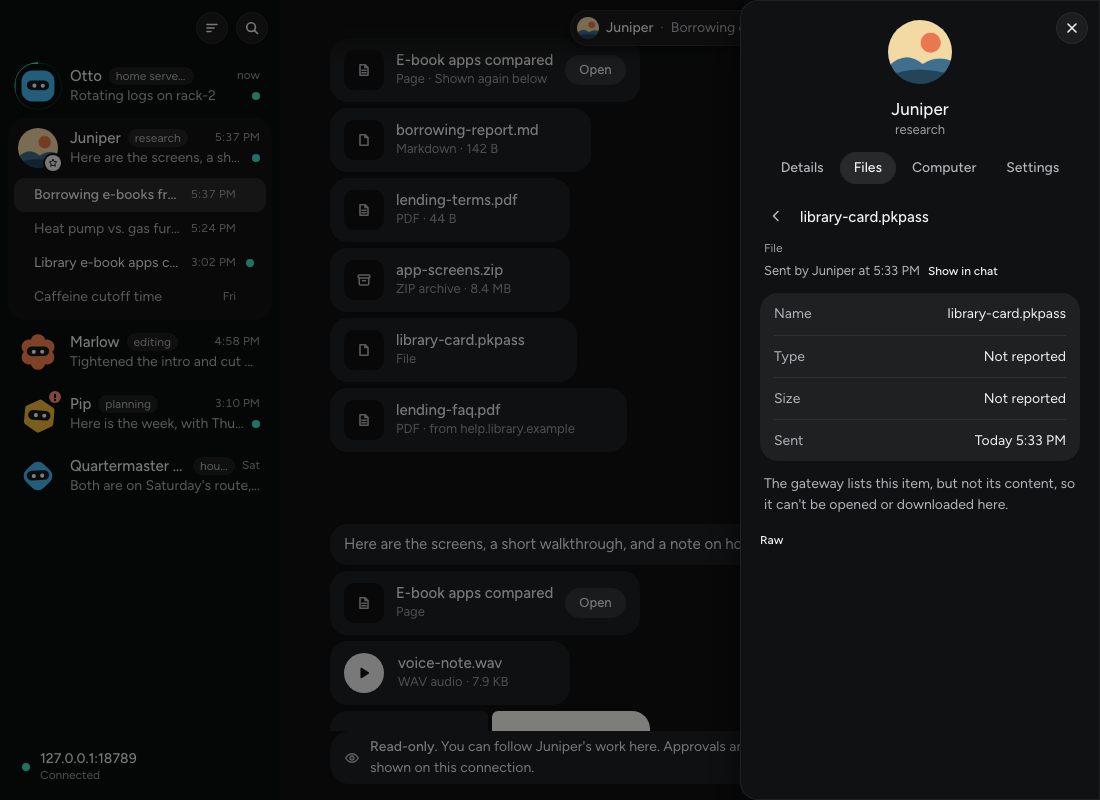 Otto
home serve...
now
Rotating logs on rack-2
Juniper
research
5:37 PM
Here are the screens, a sh...
Borrowing e-books fr...
5:37 PM
Heat pump vs. gas fur...
5:24 PM
Library e-book apps c...
3:02 PM
Caffeine cutoff time
Fri
Marlow
editing
4:58 PM
Tightened the intro and cut ...
Pip
planning
3:10 PM
Here is the week, with Thu...
Quartermaster ...
hou...
Sat
Both are on Saturday's route,...
127.0.0.1:18789
Connected
Juniper · Borrowing
E-book apps compared
Page · Shown again below
Open
borrowing-report.md
Markdown · 142 B
lending-terms.pdf
PDF · 44 B
app-screens.zip
ZIP archive · 8.4 MB
library-card.pkpass
File
lending-faq.pdf
PDF · from help.library.example
Here are the screens, a short walkthrough, and a note on
E-book apps compared
Page
Open
voice-note.wav
WAV audio · 7.9 KB
Read-only. You can follow Juniper's work here. Approvals
shown on this connection.
Juniper
research
Details
Files
Computer
Settings
library-card.pkpass
File
Sent by Juniper at 5:33 PM Show in chat
Name library-card.pkpass
Type Not reported
Size Not reported
Sent Today 5:33 PM
The gateway lists this item, but not its content, so
it can't be opened or downloaded here.
Raw